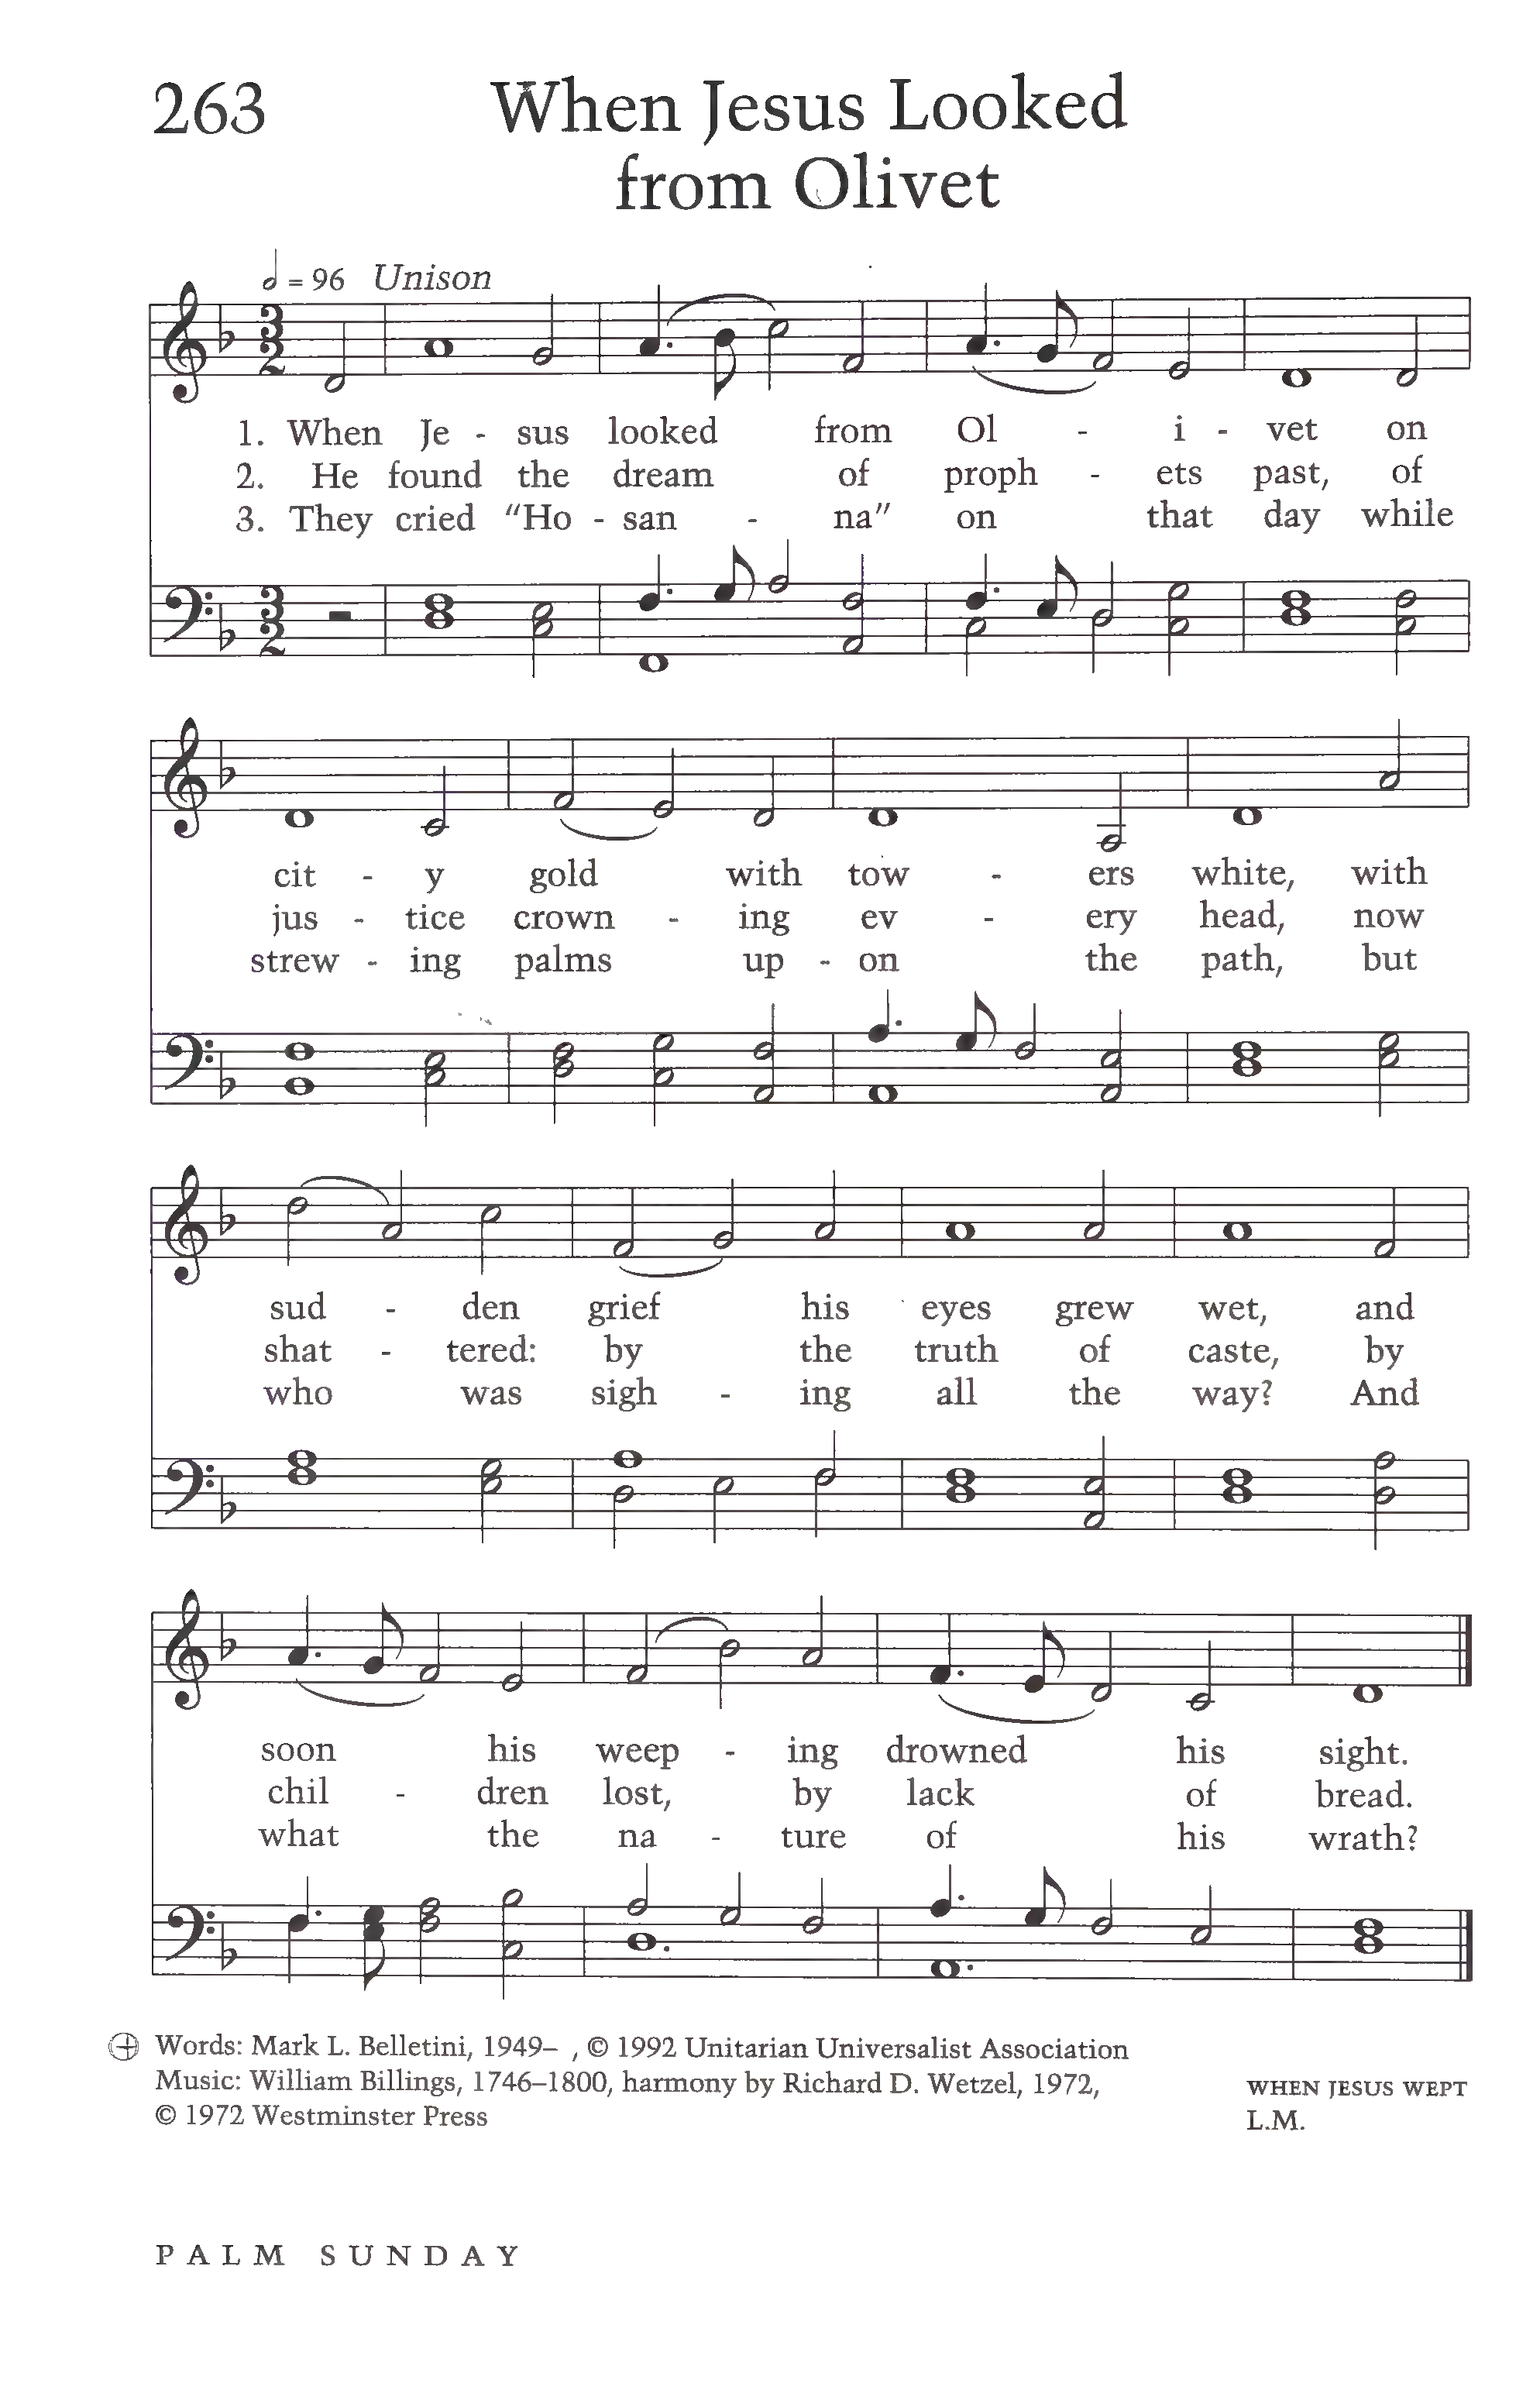 263
When Jesus Looked
from Olivet
= 96 Unison
3
2
1. When Je - sus looked from Ol - i - vet on
2. He found the dream of proph - ets past, of
3. They cried “Ho - san - na” on that day while
3
2
cit - y gold with tow - ers white, with
jus - tice crown - ing ev - ery head, now
strew - ing palms up - on the path, but
sud - den grief his eyes grew wet, and
shat - tered: by the truth of caste, by
who was sigh - ing all the way? And
soon his weep - ing drowned his sight.
chil - dren lost, by lack of bread.
what the na - ture of his wrath?
Words: Mark L. Belletini, 1949– , © 1992 Unitarian Universalist Association
Music: William Billings, 1746–1800, harmony by Richard D. Wetzel, 1972,
© 1972 Westminster Press
WHEN JESUS WEPT
L.M.
PALM SUNDAY